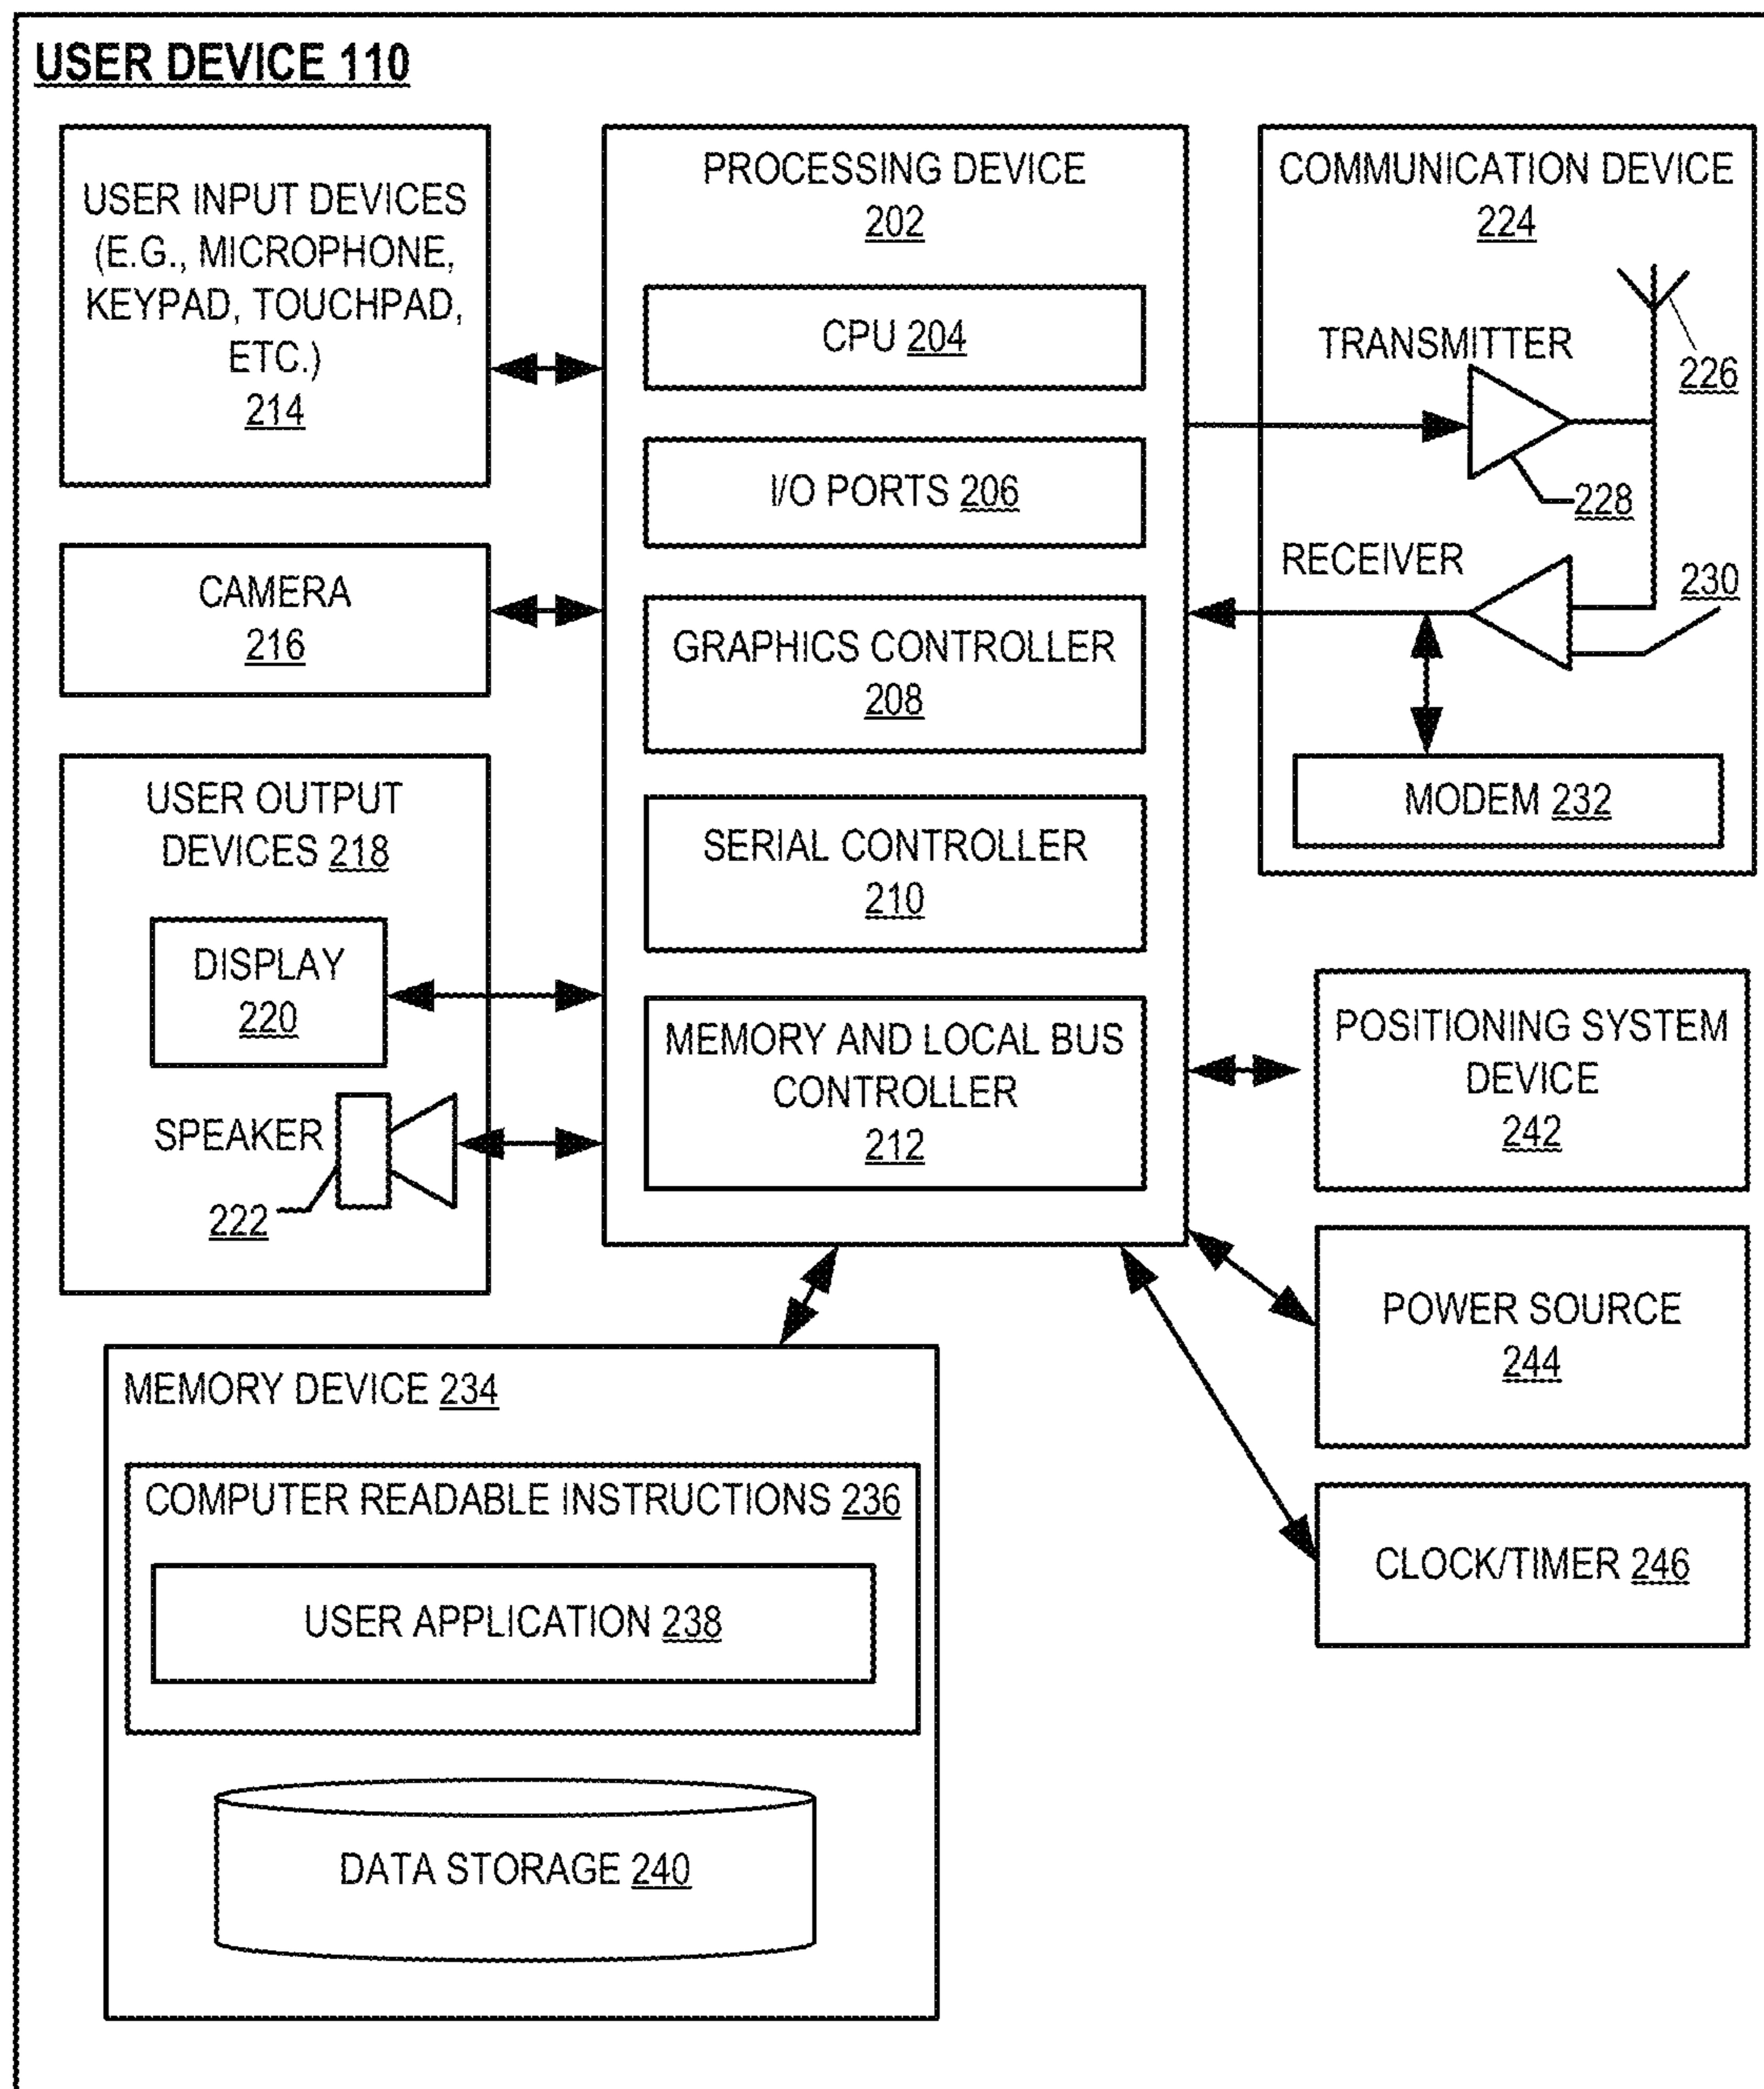 USER DEVICE 110
USER INPUT DEVICES
(E.G., MICROPHONE,
KEYPAD, TOUCHPAD,
ETC.)
214
CAMERA
216
USER OUTPUT
DEVICES 218
DISPLAY
220
SPEAKER
222
PROCESSING DEVICE
202
CPU 204
I/O PORTS 206
GRAPHICS CONTROLLER
208
SERIAL CONTROLLER
210
MEMORY AND LOCAL BUS
CONTROLLER
212
COMMUNICATION DEVICE
224
TRANSMITTER
226
228
RECEIVER
230
MODEM 232
POSITIONING SYSTEM
DEVICE
242
POWER SOURCE
244
CLOCK/TIMER 246
MEMORY DEVICE 234
COMPUTER READABLE INSTRUCTIONS 236
USER APPLICATION 238
DATA STORAGE 240